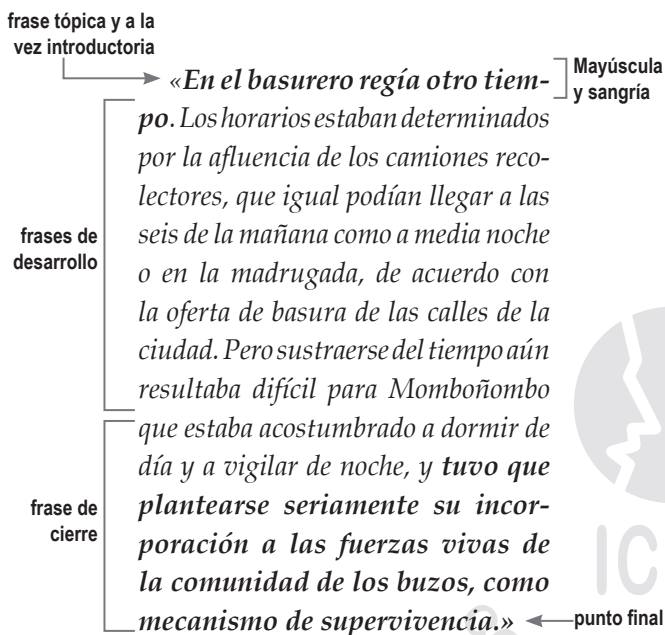 frase tópica y a la
vez introductoria
«En el basurero regía otro tiem-
Mayúscula
y sangría
po. Los horarios estaban determinados
por la afluencia de los camiones reco-
lectores, que igual podían llegar a las
frases de
desarrollo
seis de la mañana como a media noche
o en la madrugada, de acuerdo con
la oferta de basura de las calles de la
ciudad. Pero sustraerse del tiempo aún
resultaba difícil para Momboñombo
que estaba acostumbrado a dormir de
día y a vigilar de noche, y tuvo que
frase de
cierre
plantearse seriamente su incor-
poración a las fuerzas vivas de
la comunidad de los buzos, como
mecanismo de supervivencia.»
punto final
IC